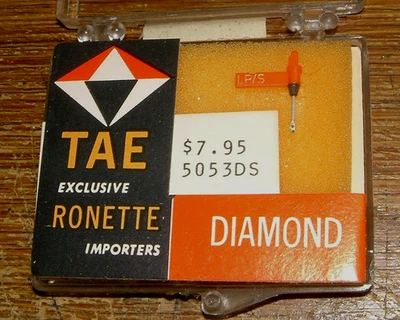 LP/S
TAE
$7.95
5053DS
EXCLUSIVE
RONETTE
IMPORTERS
DIAMOND